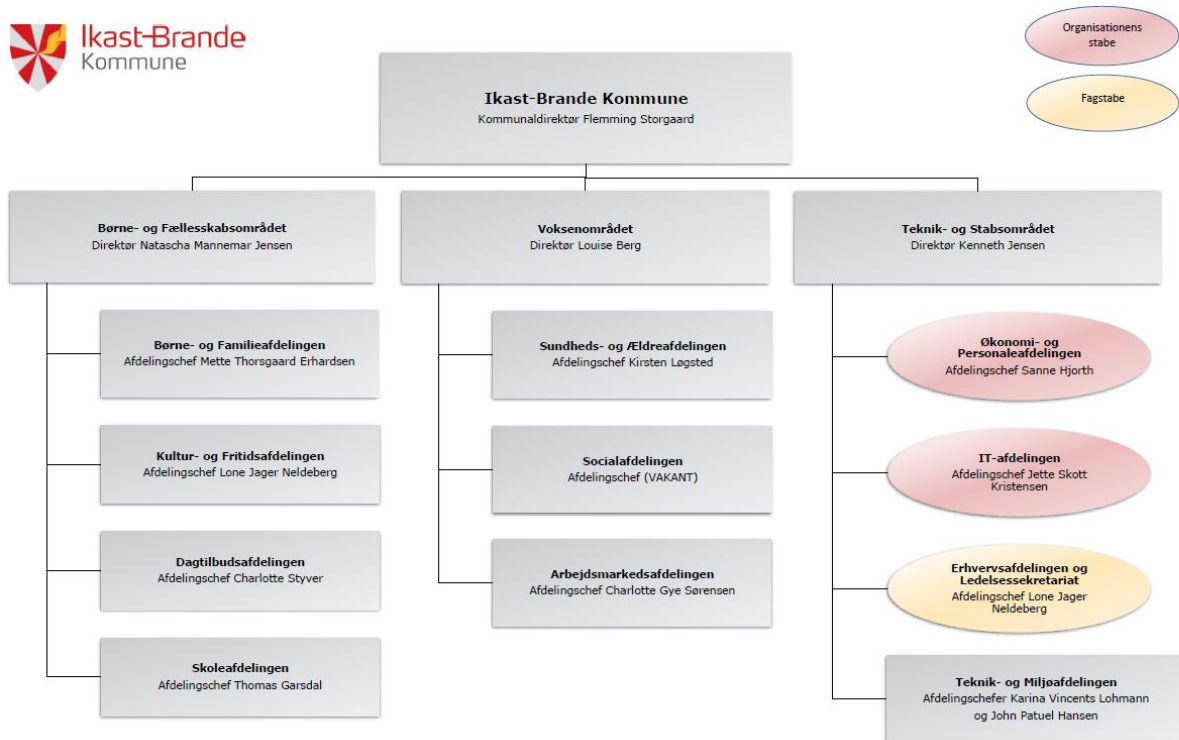 Ikast-Brande
Kommune
Organisationens
stabe
Fagstabe
Ikast-Brande Kommune
Kommunaldirektør Flemming Storgaard
Børne- og Fællesskabsområdet
Direktør Natascha Mannemar Jensen
Voksenområdet
Direktør Louise Berg
Teknik- og Stabsområdet
Direktør Kenneth Jensen
Børne- og Familieafdelingen
Afdelingschef Mette Thorsgaard Erhardsen
Kultur- og Fritidsafdelingen
Afdelingschef Lone Jager Neldeberg
Dagtilbudsafdelingen
Afdelingschef Charlotte Styver
Skoleafdelingen
Afdelingschef Thomas Garsdal
Sundheds- og Ældreafdelingen
Afdelingschef Kirsten Løgsted
Socialafdelingen
Afdelingschef (VAKANT)
Arbejdsmarkedsafdelingen
Afdelingschef Charlotte Gye Sørensen
Økonomi- og
Personaleafdelingen
Afdelingschef Sanne Hjorth
IT-afdelingen
Afdelingschef Jette Skott
Kristensen
Erhvervsafdelingen og
Ledelsessekretariat
Afdelingschef Lone Jager
Neldeberg
Teknik- og Miljøafdelingen
Afdelingschefer Karina Vincents Lohmann
og John Patuel Hansen